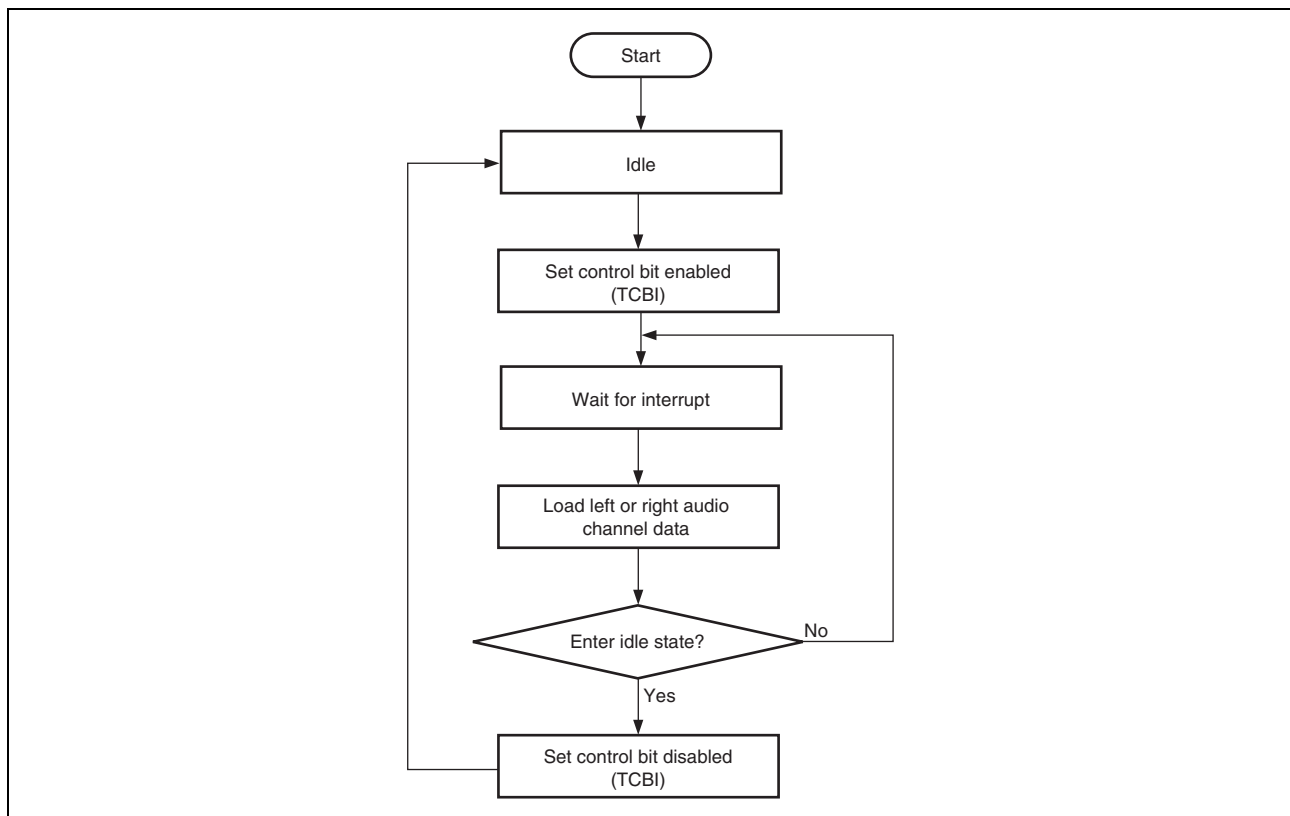 Start
Idle
Set control bit enabled
(TCBI)
Wait for interrupt
Load left or right audio
channel data
Enter idle state?
No
Yes
Set control bit disabled
(TCBI)